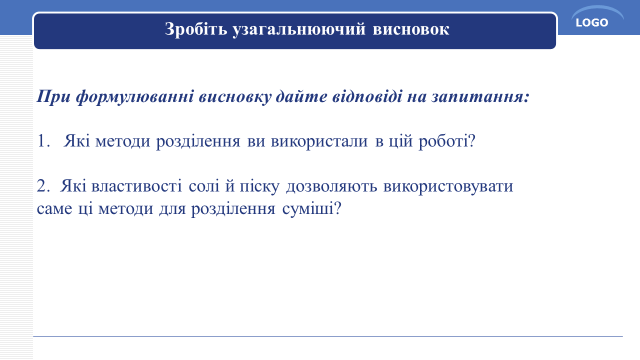 Зробіть узагальнюючий висновок
LOGO
При формулюванні висновку дайте відповіді на запитання:
1. Які методи розділення ви використали в цій роботі?
2. Які властивості солі й піску дозволяють використовувати
саме ці методи для розділення суміші?